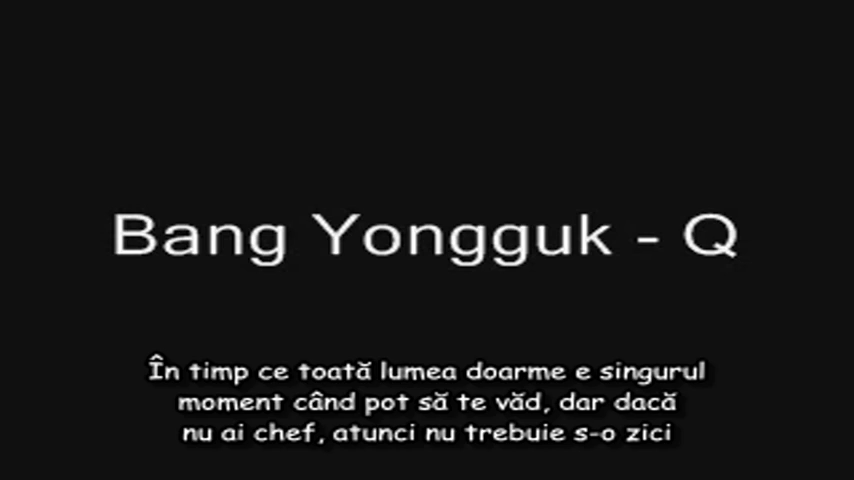 Bang Yongguk - Q
În timp ce toată lumea doarme e singurul
moment când pot să te văd, dar dacă
nu ai chef, atunci nu trebuie s-o zici